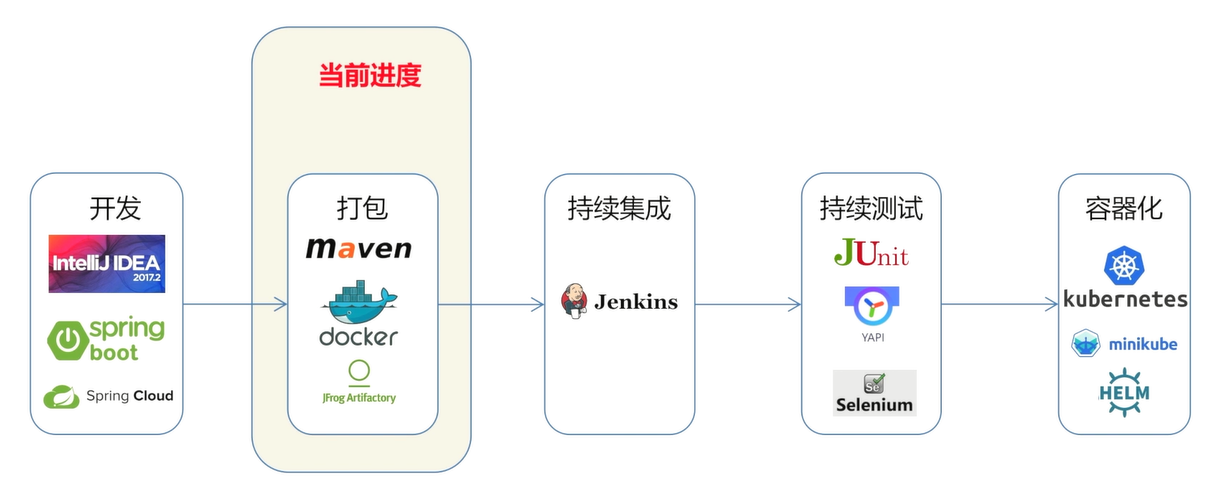 当前进度
开发
IntelliJ IDEA
2017.2
spring
boot
Spring Cloud
打包
maven
docker
JFrog Artifactory
持续集成
Jenkins
持续测试
JUnit
YAPI
Se
Selenium
容器化
kubernetes
minikube
HELM